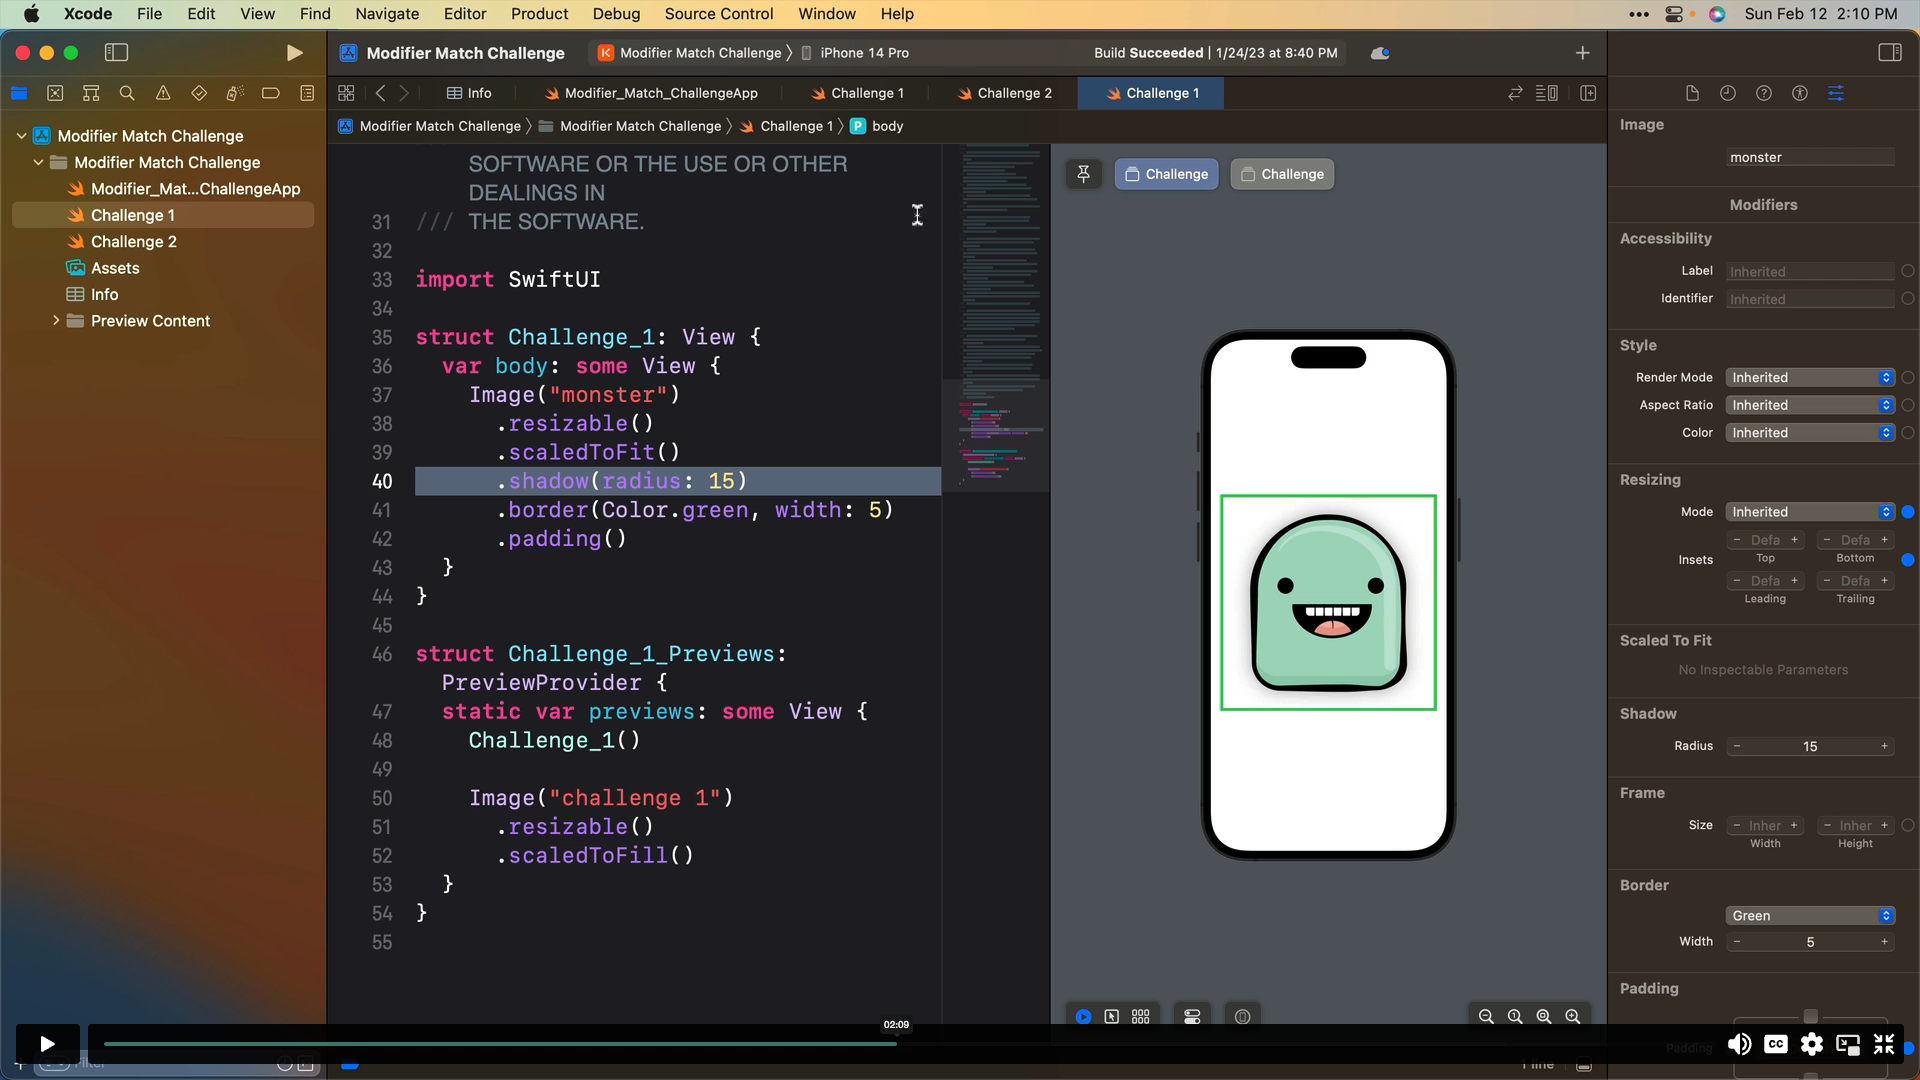 Xcode File Edit View Find Navigate Editor Product Debug Source Control Window Help
Sun Feb 12 2:10 PM
Modifier Match Challenge
Modifier Match Challenge 〉 iPhone 14 Pro
Build Succeeded | 1/24/23 at 8:40 PM
Info
Modifier_Match_ChallengeApp
Challenge 1
Challenge 2
Challenge 1
Modifier Match Challenge 〉 Modifier Match Challenge 〉 Challenge 1 〉 P body
Modifier Match Challenge
Modifier Match Challenge
Modifier_Mat...ChallengeApp
Challenge 1
Challenge 2
Assets
Info
Preview Content
SOFTWARE OR THE USE OR OTHER
DEALINGS IN
31 /// THE SOFTWARE.
32
33 import SwiftUI
34
35 struct Challenge_1: View {
36 var body: some View {
37 Image("monster")
38 .resizable()
39 .scaledToFit()
40 .shadow(radius: 15)
41 .border(Color.green, width: 5)
42 .padding()
43 }
44 }
45
46 struct Challenge_1_Previews:
PreviewProvider {
47 static var previews: some View {
48 Challenge_1()
49
50 Image("challenge 1")
51 .resizable()
52 .scaledToFill()
53 }
54 }
55
Challenge
Challenge
Image
monster
Modifiers
Accessibility
Label Inherited
Identifier Inherited
Style
Render Mode Inherited
Aspect Ratio Inherited
Color Inherited
Resizing
Mode Inherited
Insets
− Defa + − Defa +
Top Bottom
− Defa + − Defa +
Leading Trailing
Scaled To Fit
No Inspectable Parameters
Shadow
Radius − 15 +
Frame
Size − Inher + − Inher +
Width Height
Border
Green
Width − 5 +
Padding
Padding
02:09
CC
Filter
1 line